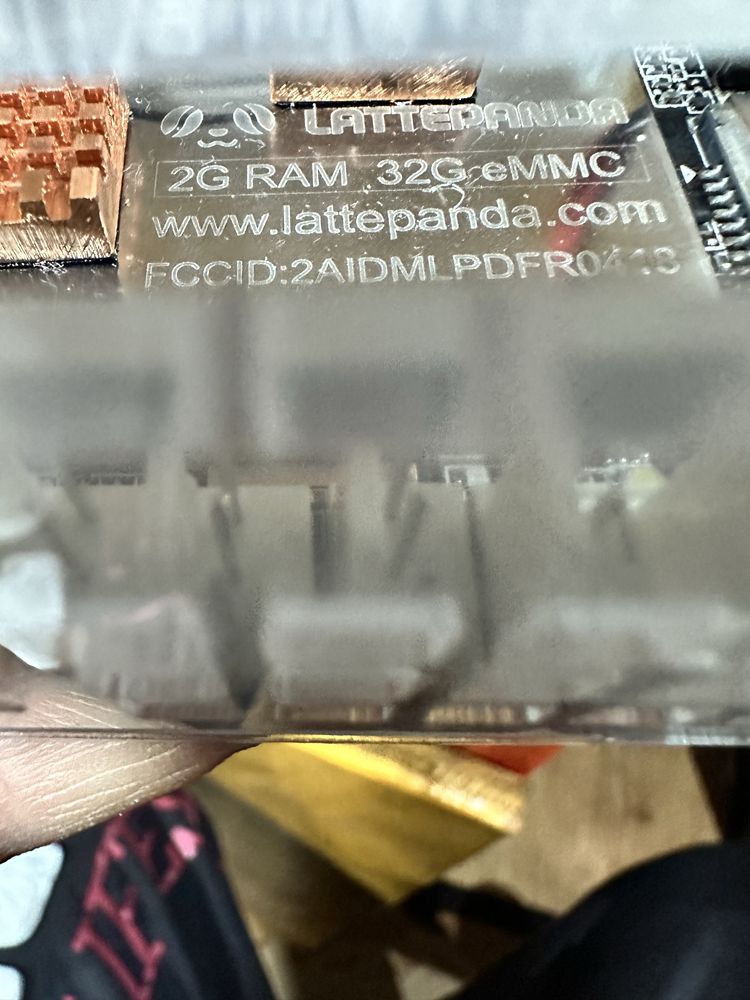 LATTEPANDA
2G RAM 32G eMMC
www.lattepanda.com
FCCID:2AIDMLPDFR0418